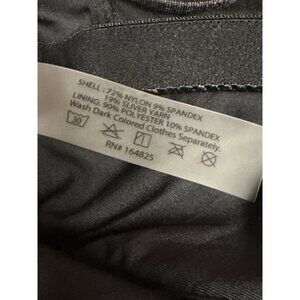 SHELL : 72% NYLON 9% SPANDEX
19% SLIVER YARN
LINING: 90% POLYESTER 10% SPANDEX
Wash Dark Colored Clothes Separately.
30
RN# 164825